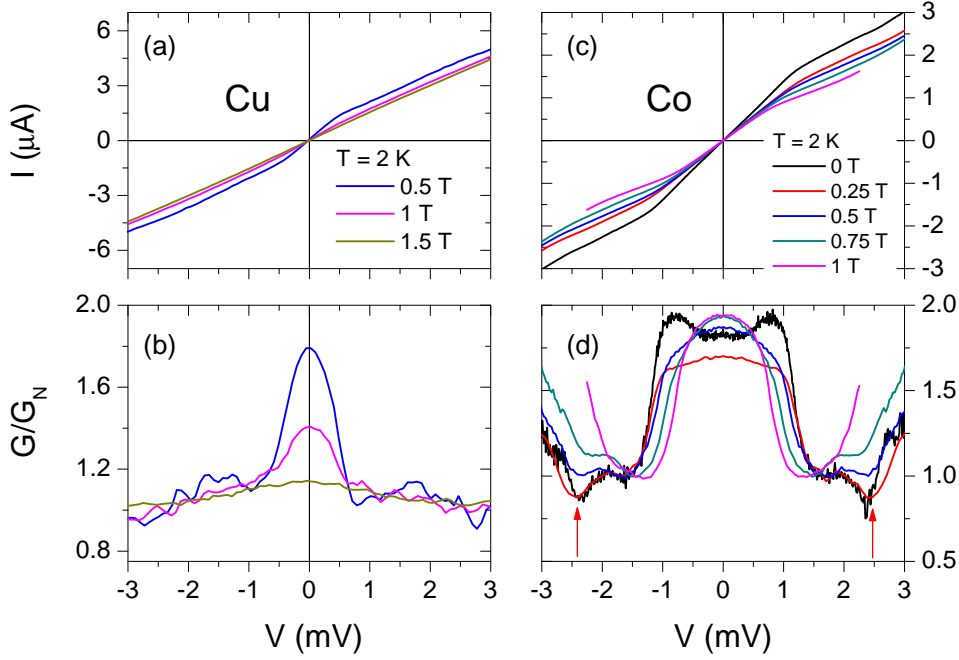 (a)
Cu
T = 2 K
0.5 T
1 T
1.5 T
I (μA)
6
3
0
-3
-6
(c)
Co
T = 2 K
0 T
0.25 T
0.5 T
0.75 T
1 T
3
2
1
0
-1
-2
-3
(b)
G/G_N
2.0
1.6
1.2
0.8
-3 -2 -1 0 1 2 3
V (mV)
(d)
2.0
1.5
1.0
0.5
-3 -2 -1 0 1 2 3
V (mV)